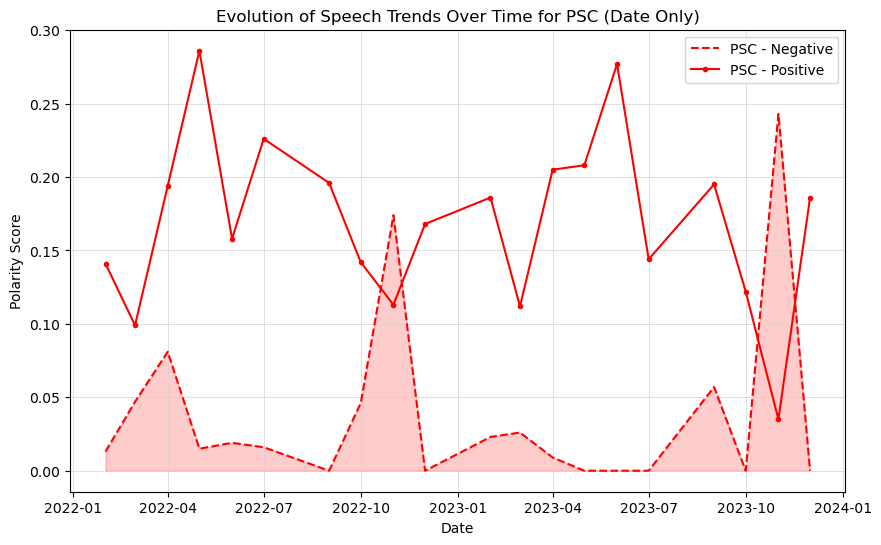 Evolution of Speech Trends Over Time for PSC (Date Only)
PSC - Negative
PSC - Positive
Polarity Score
0.30
0.25
0.20
0.15
0.10
0.05
0.00
2022-01 2022-04 2022-07 2022-10 2023-01 2023-04 2023-07 2023-10 2024-01
Date